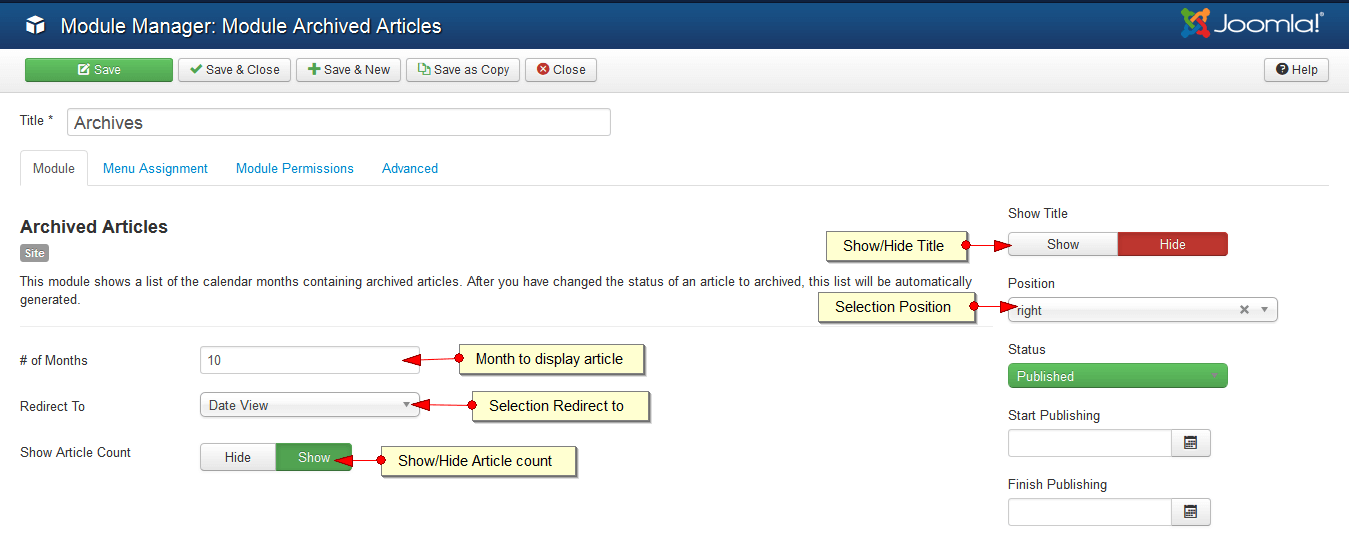 Module Manager: Module Archived Articles
Joomla!®
Save
Save & Close
Save & New
Save as Copy
Close
Help
Title *
Archives
Module
Menu Assignment
Module Permissions
Advanced
Archived Articles
Site
This module shows a list of the calendar months containing archived articles. After you have changed the status of an article to archived, this list will be automatically
generated.
# of Months
10
Month to display article
Redirect To
Date View
Selection Redirect to
Show Article Count
Hide
Show
Show/Hide Article count
Show Title
Show/Hide Title
Show
Hide
Position
Selection Position
right
Status
Published
Start Publishing
Finish Publishing